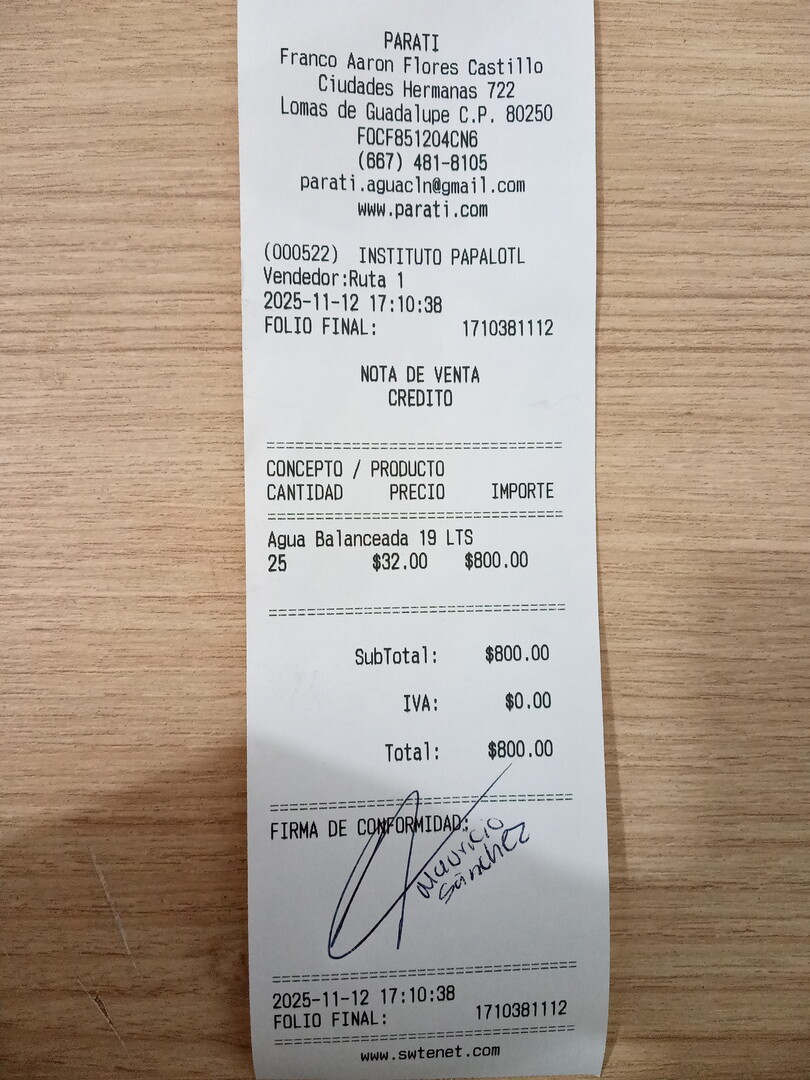 PARATI
Franco Aaron Flores Castillo
Ciudades Hermanas 722
Lomas de Guadalupe C.P. 80250
FOCF851204CN6
(667) 481-8105
parati.aguacln@gmail.com
www.parati.com
(000522) INSTITUTO PAPALOTL
Vendedor:Ruta 1
2025-11-12 17:10:38
FOLIO FINAL: 1710381112
NOTA DE VENTA
CREDITO
===============================
CONCEPTO / PRODUCTO
CANTIDAD PRECIO IMPORTE
===============================
Agua Balanceada 19 LTS
25 $32.00 $800.00
===============================
SubTotal: $800.00
IVA: $0.00
Total: $800.00
===============================
FIRMA DE CONFORMIDAD:
Mauricio
Sánchez
===============================
2025-11-12 17:10:38
FOLIO FINAL: 1710381112
===============================
www.swtenet.com